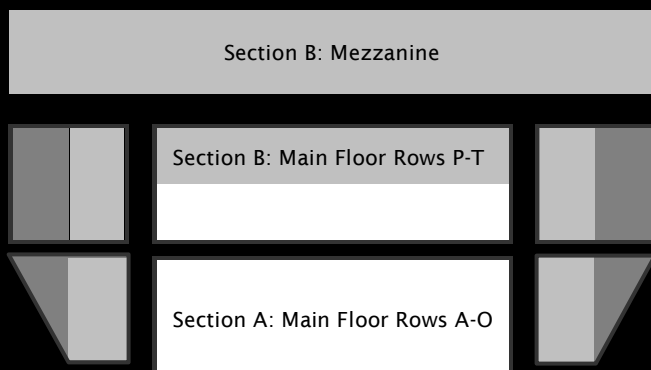 Section B: Mezzanine
Section B: Main Floor Rows P-T
Section A: Main Floor Rows A-O